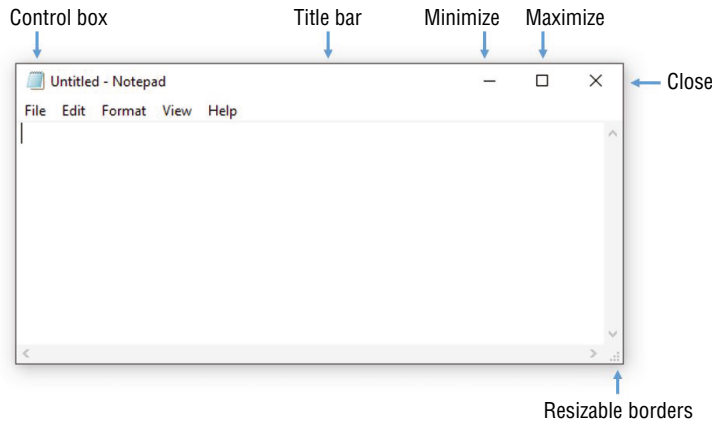 Control box Title bar Minimize Maximize
Untitled - Notepad
Close
File Edit Format View Help
Resizable borders